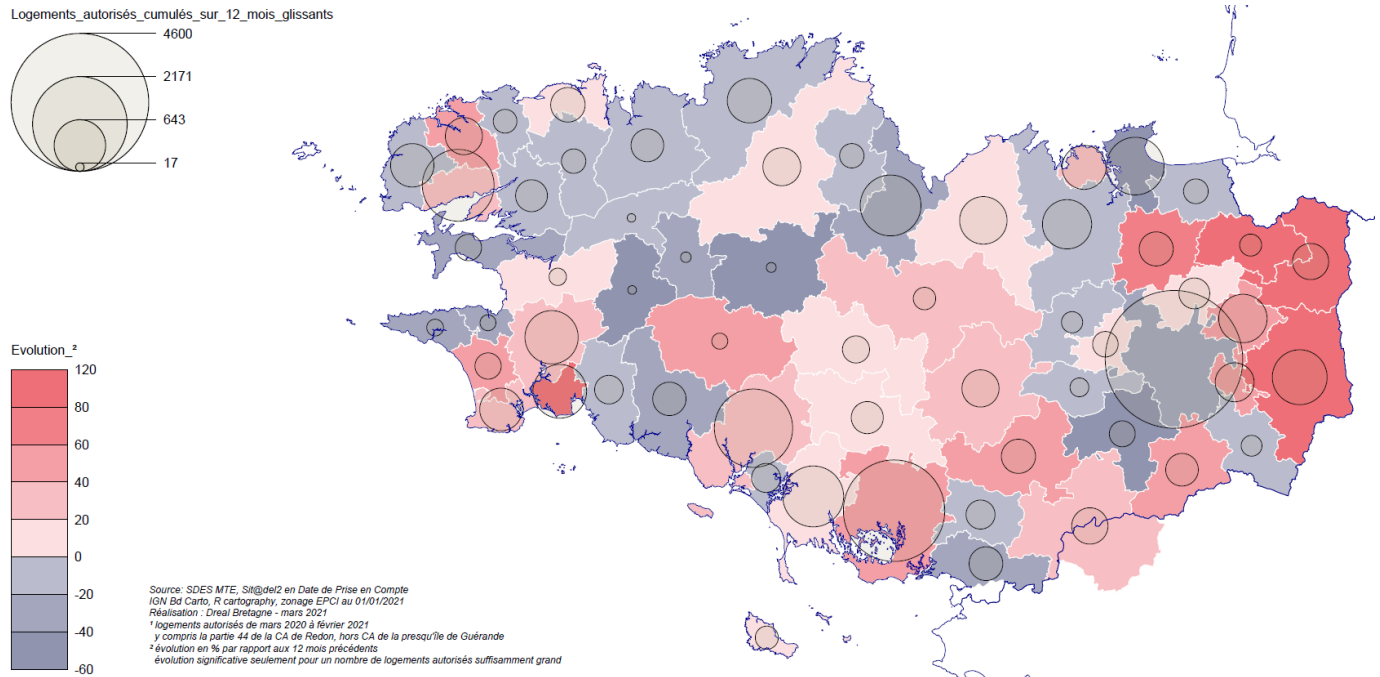 Logements_autorisés_cumulés_sur_12_mois_glissants
4600
2171
643
17
Evolution_²
120
80
60
40
20
0
-20
-40
-60
Source: SDES MTE, Sit@del2 en Date de Prise en Compte
IGN Bd Carto, R cartography, zonage EPCI au 01/01/2021
Réalisation : Dreal Bretagne - mars 2021
¹ logements autorisés de mars 2020 à février 2021
y compris la partie 44 de la CA de Redon, hors CA de la presqu'île de Guérande
² évolution en % par rapport aux 12 mois précédents
évolution significative seulement pour un nombre de logements autorisés suffisamment grand